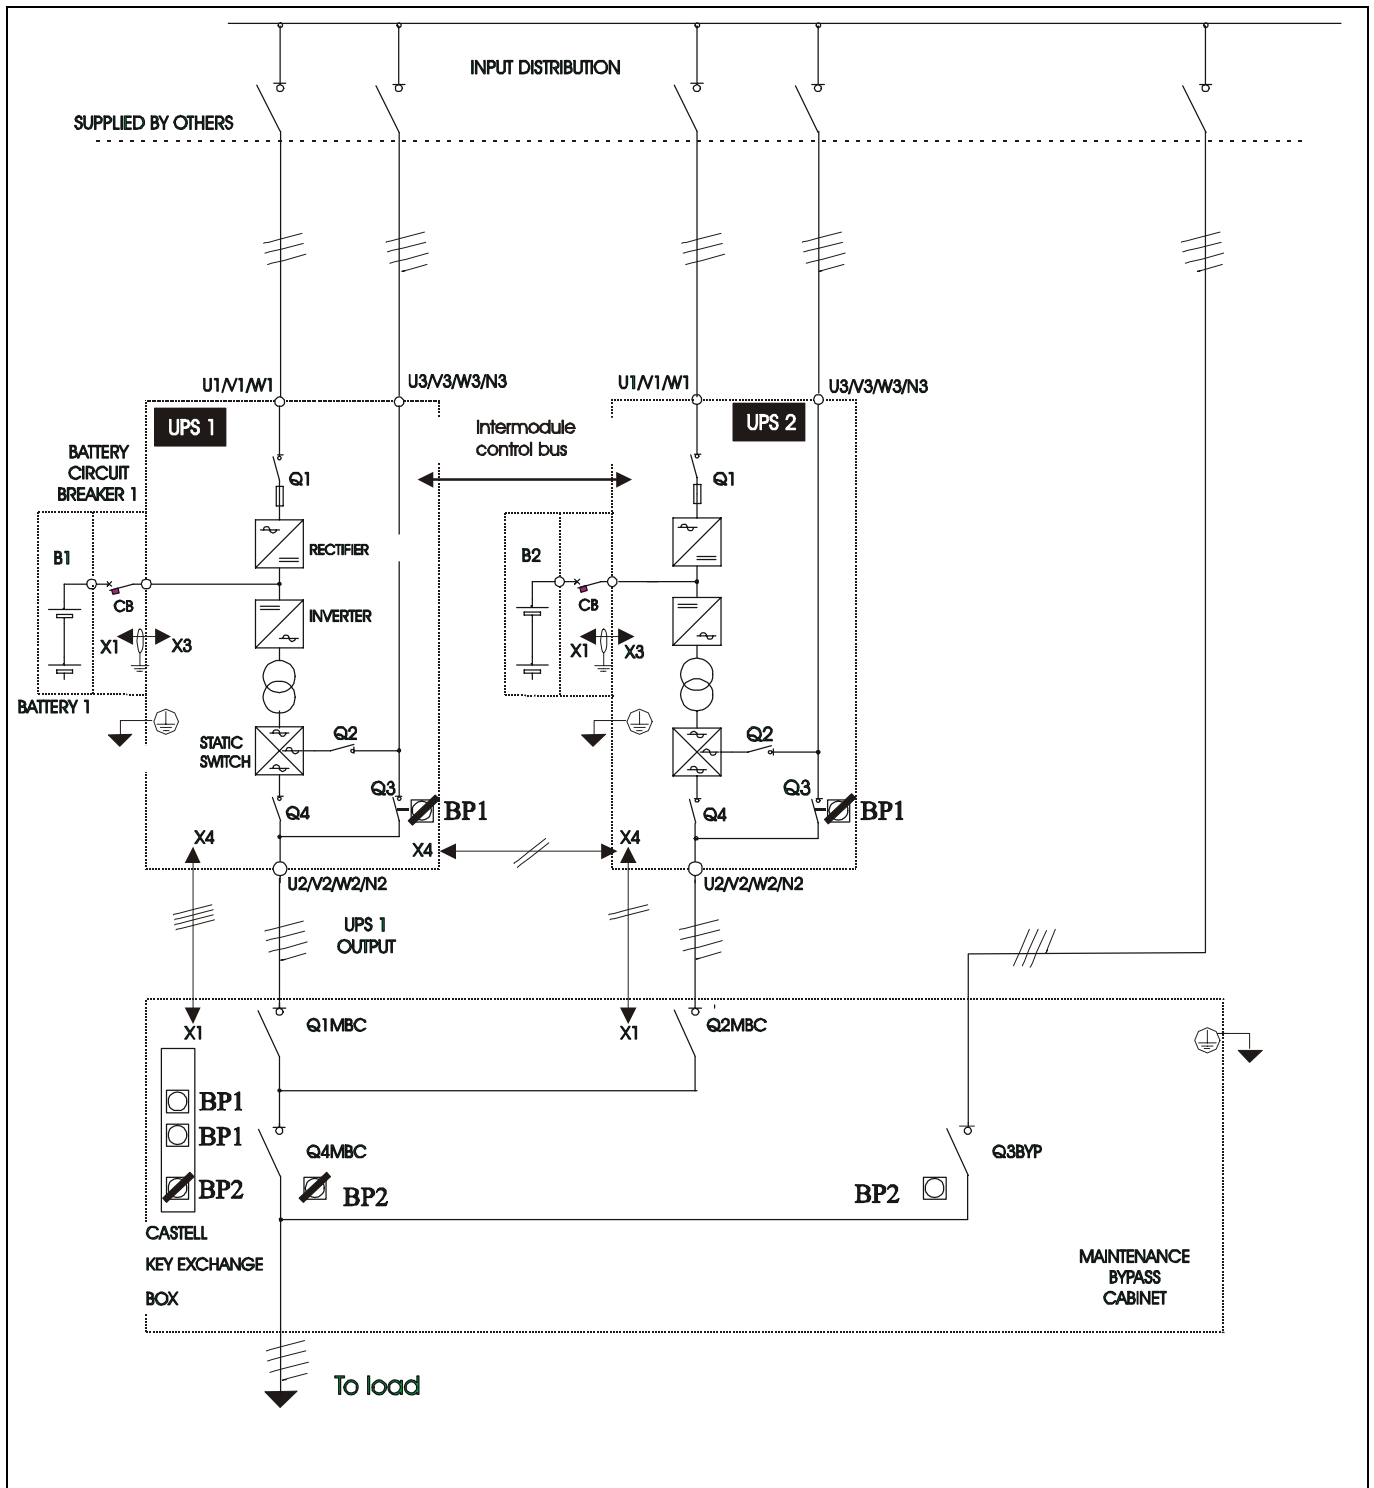 INPUT DISTRIBUTION
SUPPLIED BY OTHERS
U1/V1/W1
U3/V3/W3/N3
U1/V1/W1
U3/V3/W3/N3
UPS 1
UPS 2
Intermodule
control bus
BATTERY
CIRCUIT
BREAKER 1
Q1
Q1
RECTIFIER
B1
B2
CB
CB
INVERTER
X1
X3
X1
X3
BATTERY 1
STATIC
SWITCH
Q2
Q2
Q3
Q3
Q4
BP1
Q4
BP1
X4
X4
X4
U2/V2/W2/N2
U2/V2/W2/N2
UPS 1
OUTPUT
X1
Q1MBC
X1
Q2MBC
BP1
BP1
Q4MBC
Q3BYP
BP2
BP2
BP2
CASTELL
KEY EXCHANGE
BOX
MAINTENANCE
BYPASS
CABINET
To load